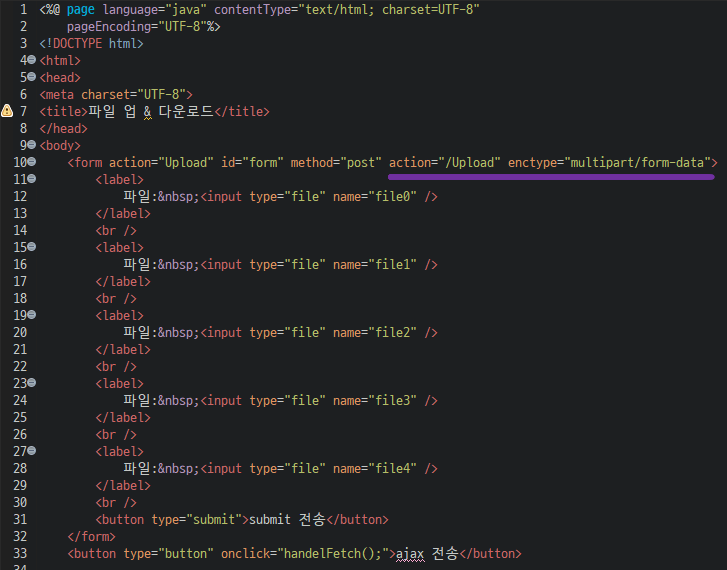 1 <%@ page language="java" contentType="text/html; charset=UTF-8"
2     pageEncoding="UTF-8"%>
3 <!DOCTYPE html>
4 <html>
5 <head>
6 <meta charset="UTF-8">
7 <title>파일 업 & 다운로드</title>
8 </head>
9 <body>
10     <form action="Upload" id="form" method="post" action="/Upload" enctype="multipart/form-data">
11         <label>
12             파일:&nbsp;<input type="file" name="file0" />
13         </label>
14         <br />
15         <label>
16             파일:&nbsp;<input type="file" name="file1" />
17         </label>
18         <br />
19         <label>
20             파일:&nbsp;<input type="file" name="file2" />
21         </label>
22         <br />
23         <label>
24             파일:&nbsp;<input type="file" name="file3" />
25         </label>
26         <br />
27         <label>
28             파일:&nbsp;<input type="file" name="file4" />
29         </label>
30         <br />
31         <button type="submit">submit 전송</button>
32     </form>
33     <button type="button" onclick="handelFetch();">ajax 전송</button>